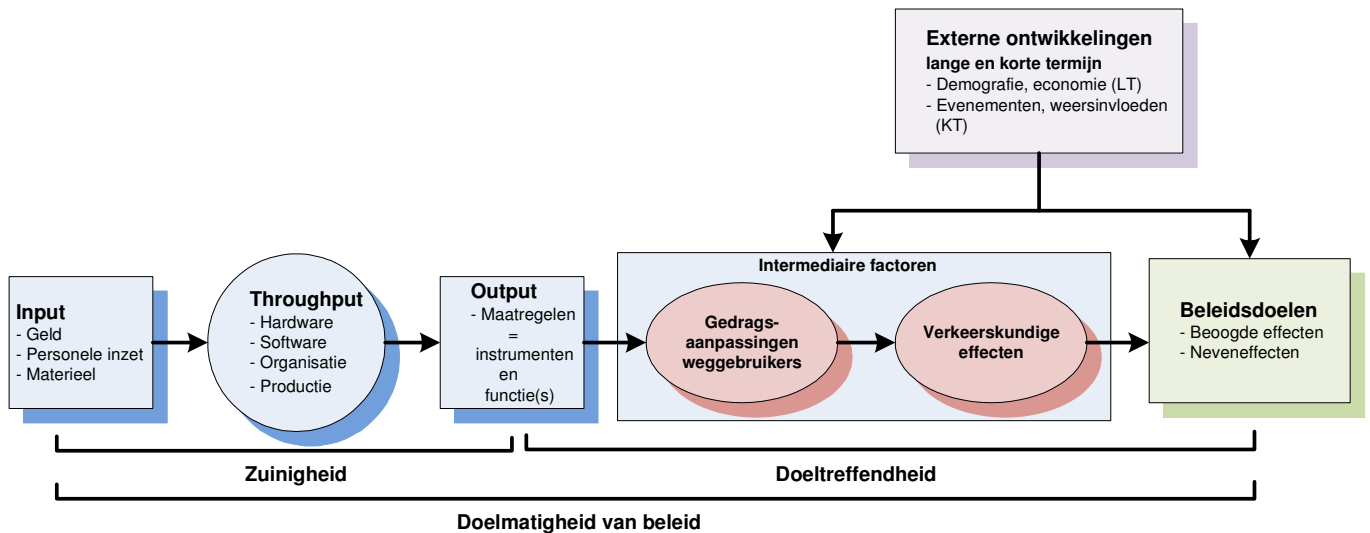 Externe ontwikkelingen
lange en korte termijn
- Demografie, economie (LT)
- Evenementen, weersinvloeden
(KT)
Input
- Geld
- Personele inzet
- Materieel
Throughput
- Hardware
- Software
- Organisatie
- Productie
Output
- Maatregelen
=
instrumenten
en
functie(s)
Intermediaire factoren
Gedrags-
aanpassingen
weggebruikers
Verkeerskundige
effecten
Beleidsdoelen
- Beoogde effecten
- Neveneffecten
Zuinigheid
Doeltreffendheid
Doelmatigheid van beleid